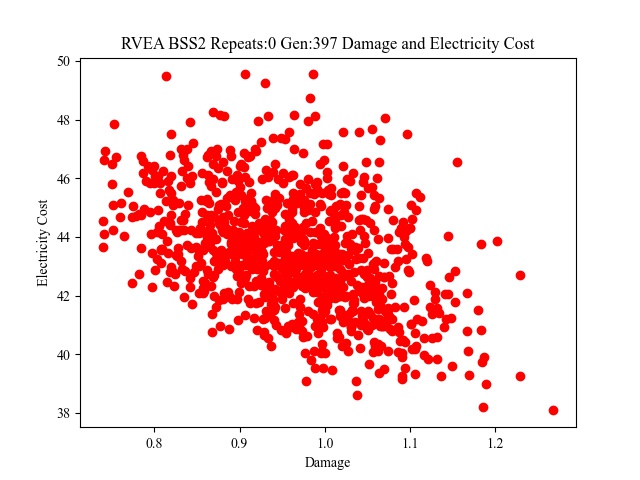 RVEA BSS2 Repeats:0 Gen:397 Damage and Electricity Cost
50
48
46
44
42
40
38
Electricity Cost
0.8 0.9 1.0 1.1 1.2
Damage